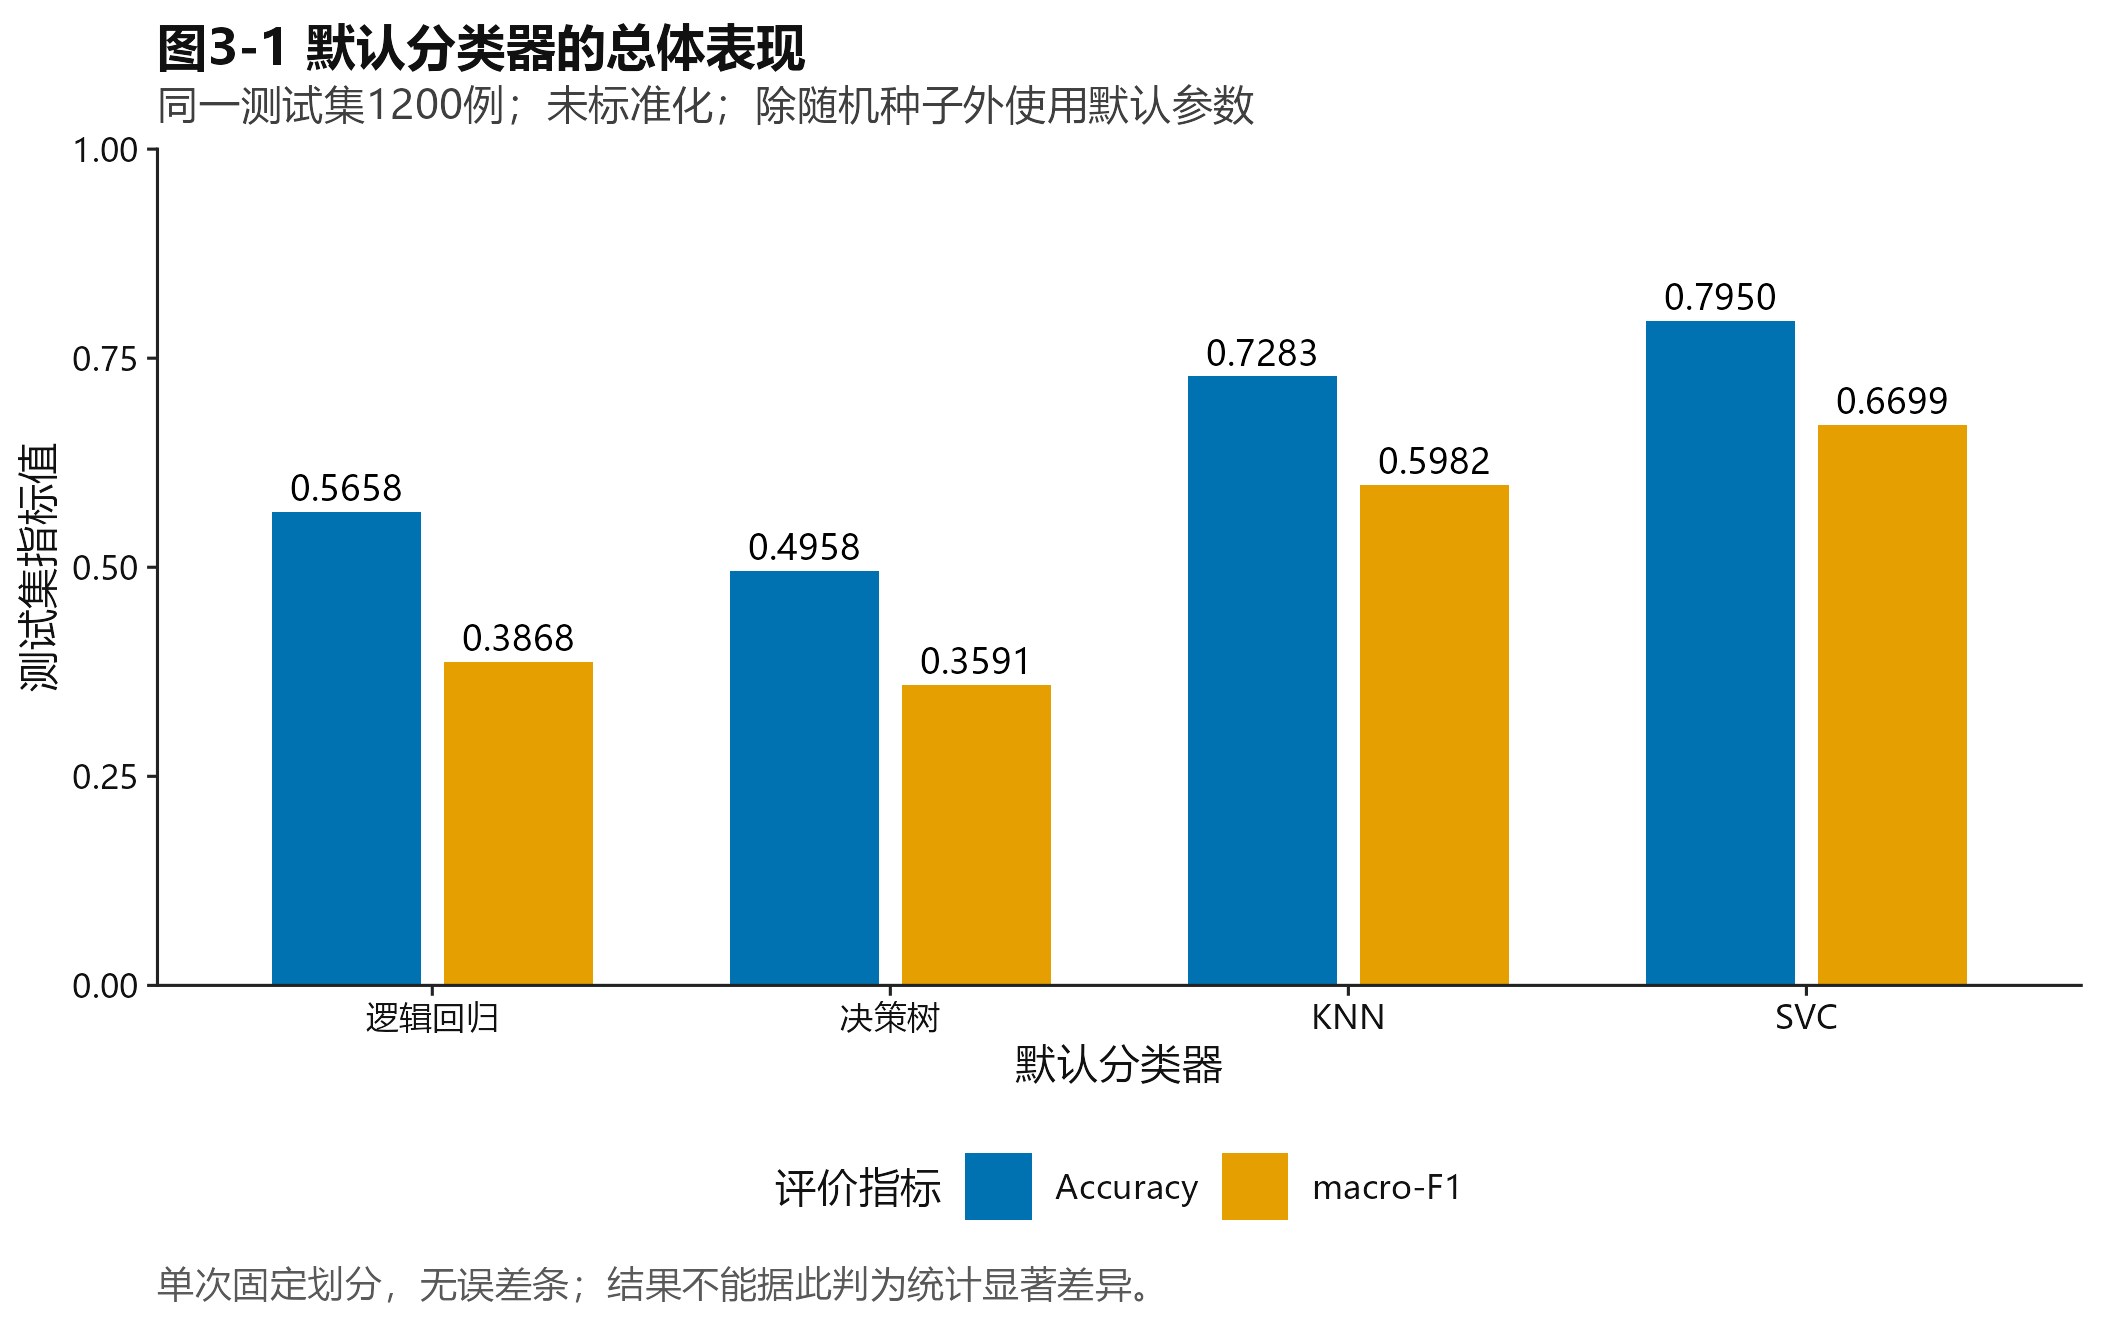 图3-1 默认分类器的总体表现
同一测试集1200例；未标准化；除随机种子外使用默认参数
测试集指标值
1.00
0.75
0.50
0.25
0.00
0.5658
0.3868
0.4958
0.3591
0.7283
0.5982
0.7950
0.6699
逻辑回归 决策树 KNN SVC
默认分类器
评价指标 Accuracy macro-F1
单次固定划分，无误差条；结果不能据此判为统计显著差异。